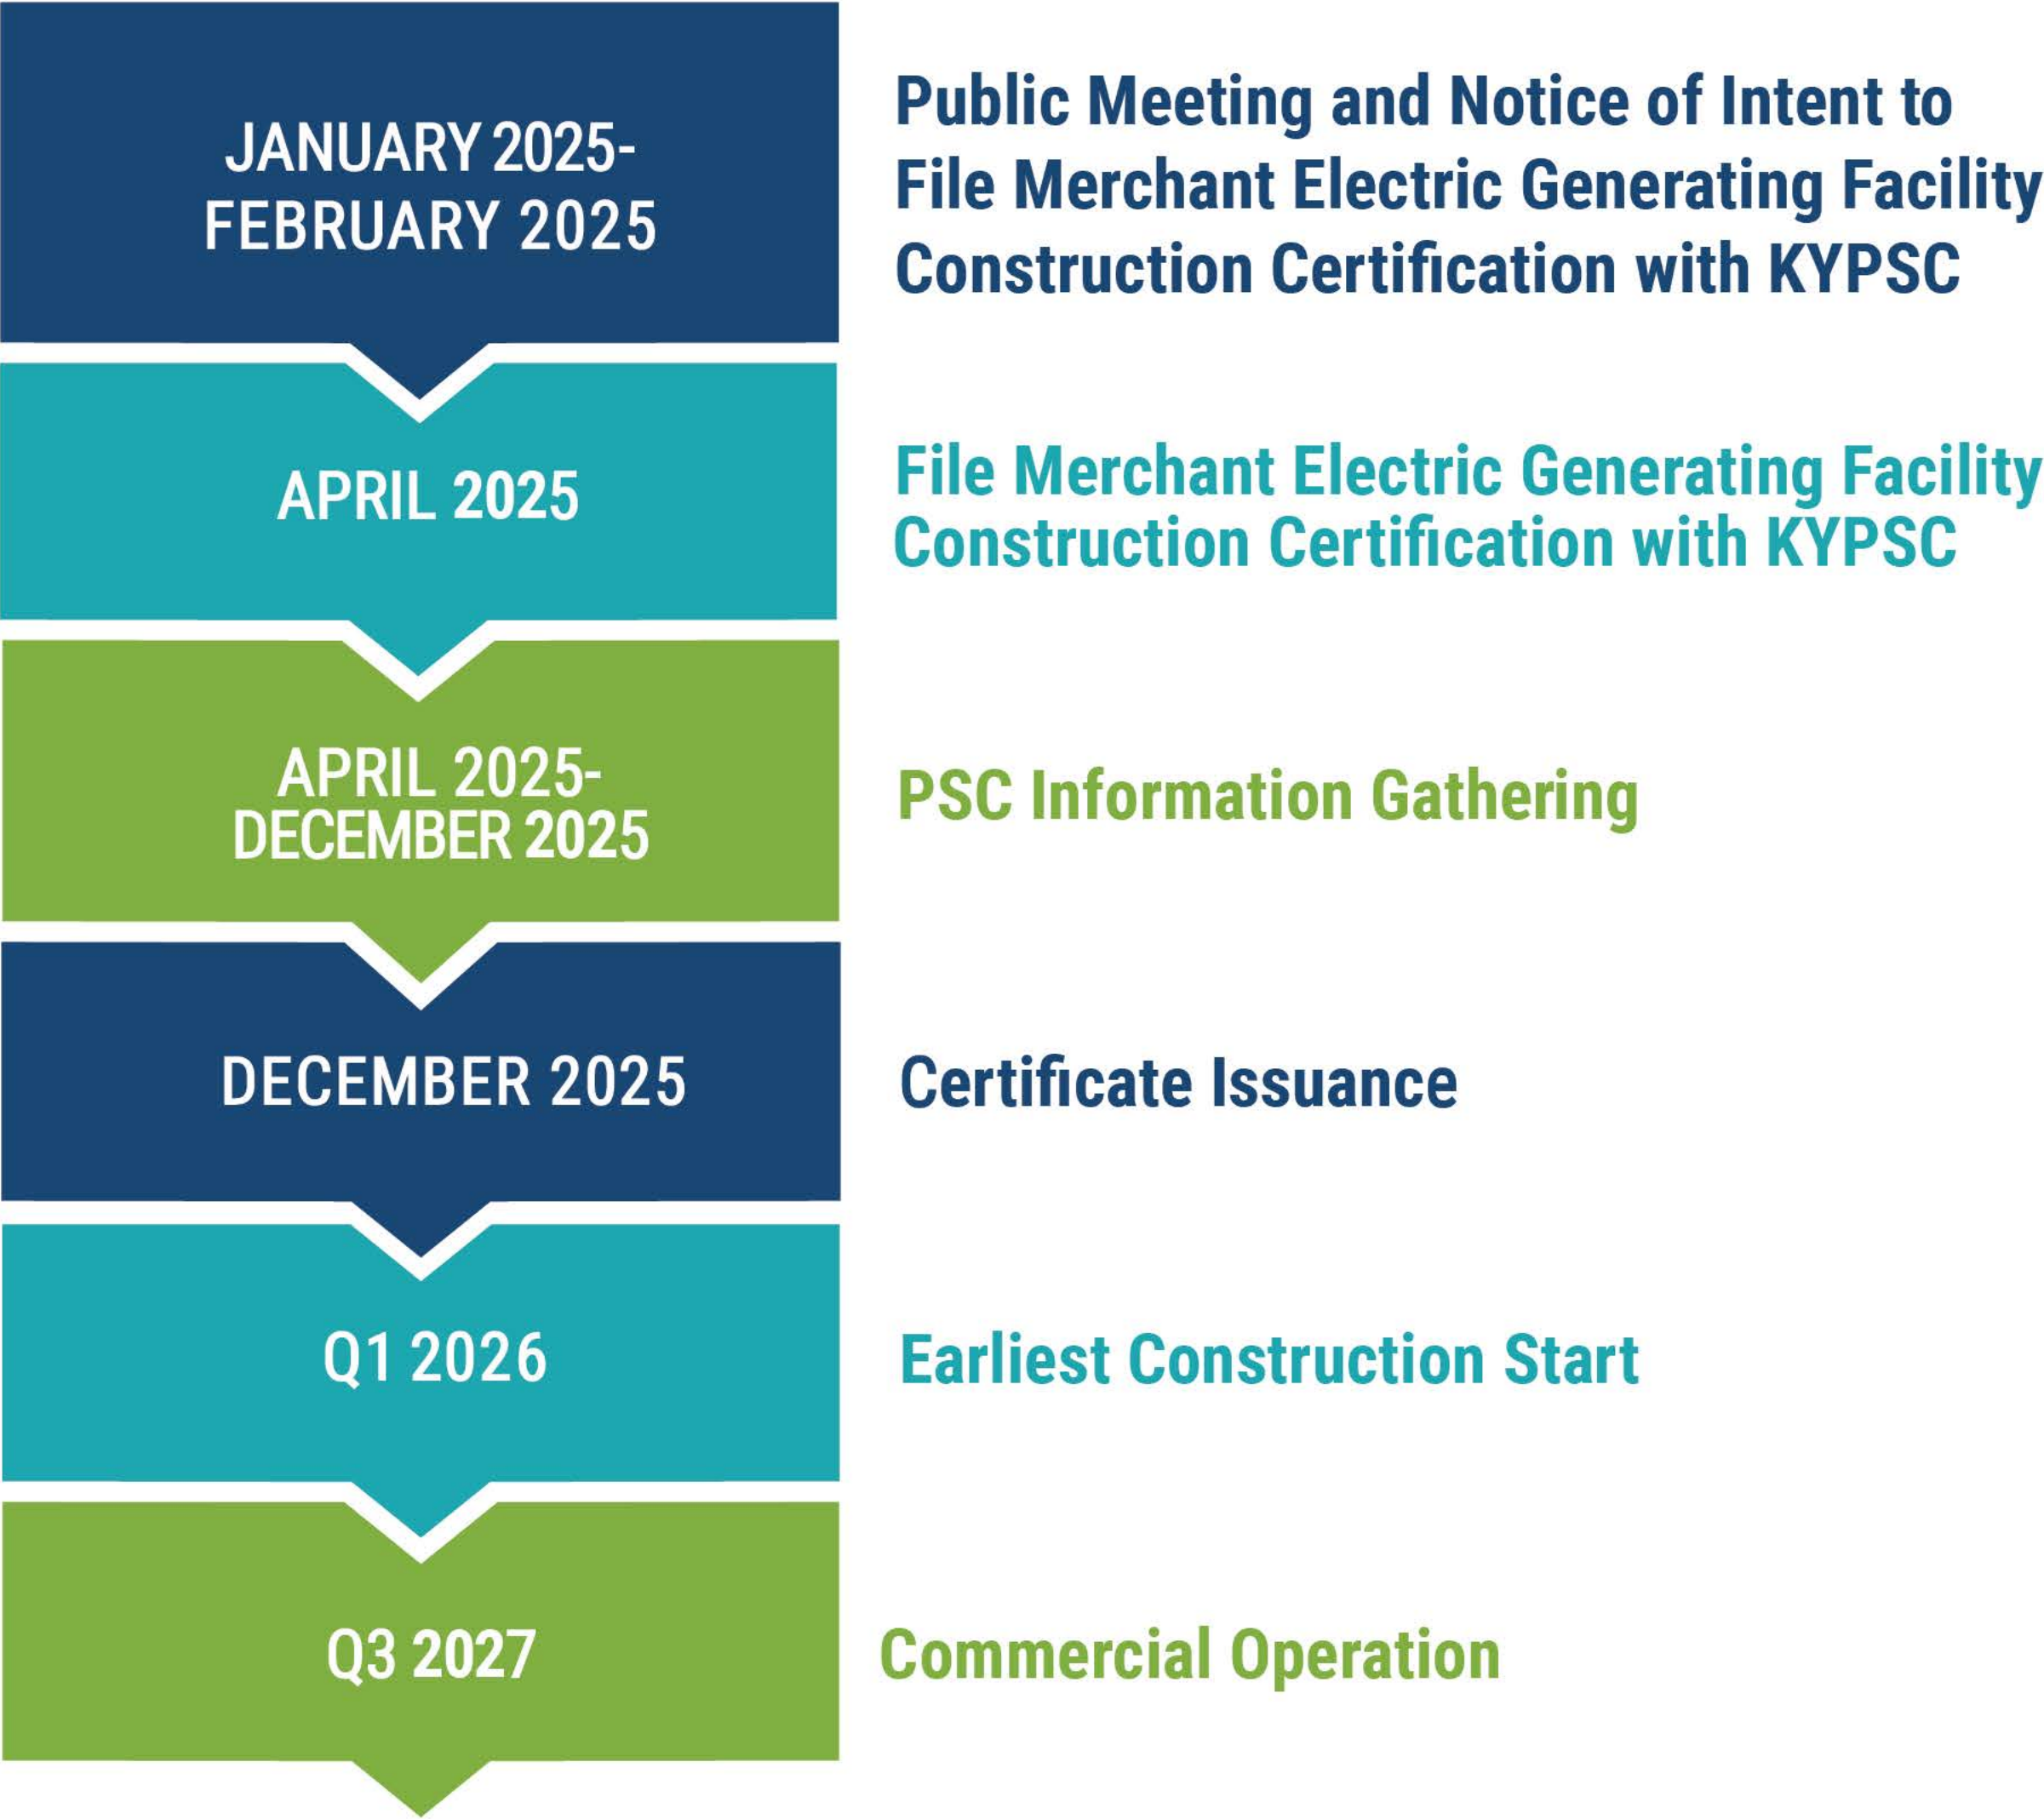 JANUARY 2025-
FEBRUARY 2025
Public Meeting and Notice of Intent to
File Merchant Electric Generating Facility
Construction Certification with KYPSC
APRIL 2025
File Merchant Electric Generating Facility
Construction Certification with KYPSC
APRIL 2025-
DECEMBER 2025
PSC Information Gathering
DECEMBER 2025
Certificate Issuance
Q1 2026
Earliest Construction Start
Q3 2027
Commercial Operation